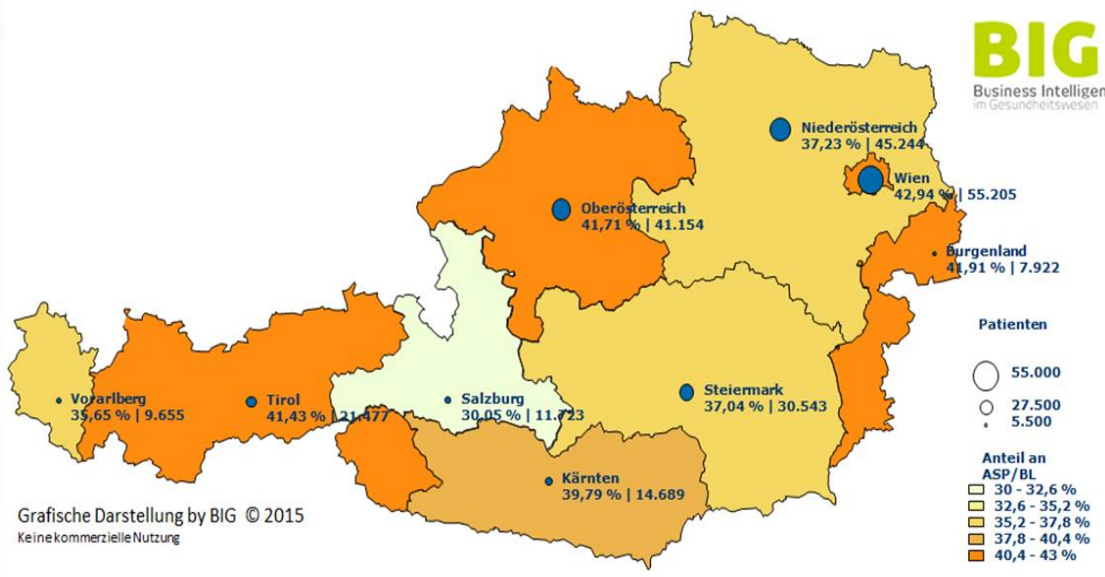 BIG
Business Intelligen
im Gesundheitswesen
Niederösterreich
37,23 % | 45.244
Wien
42,94 % | 55.205
Oberösterreich
41,71 % | 41.154
Burgenland
41,91 % | 7.922
Patienten
55.000
27.500
5.500
Vorarlberg
35,65 % | 9.655
Tirol
41,43 % | 21.477
Salzburg
30,05 % | 11.723
Steiermark
37,04 % | 30.543
Kärnten
39,79 % | 14.689
Anteil an
ASP/BL
30 - 32,6 %
32,6 - 35,2 %
35,2 - 37,8 %
37,8 - 40,4 %
40,4 - 43 %
Grafische Darstellung by BIG © 2015
Keine kommerzielle Nutzung